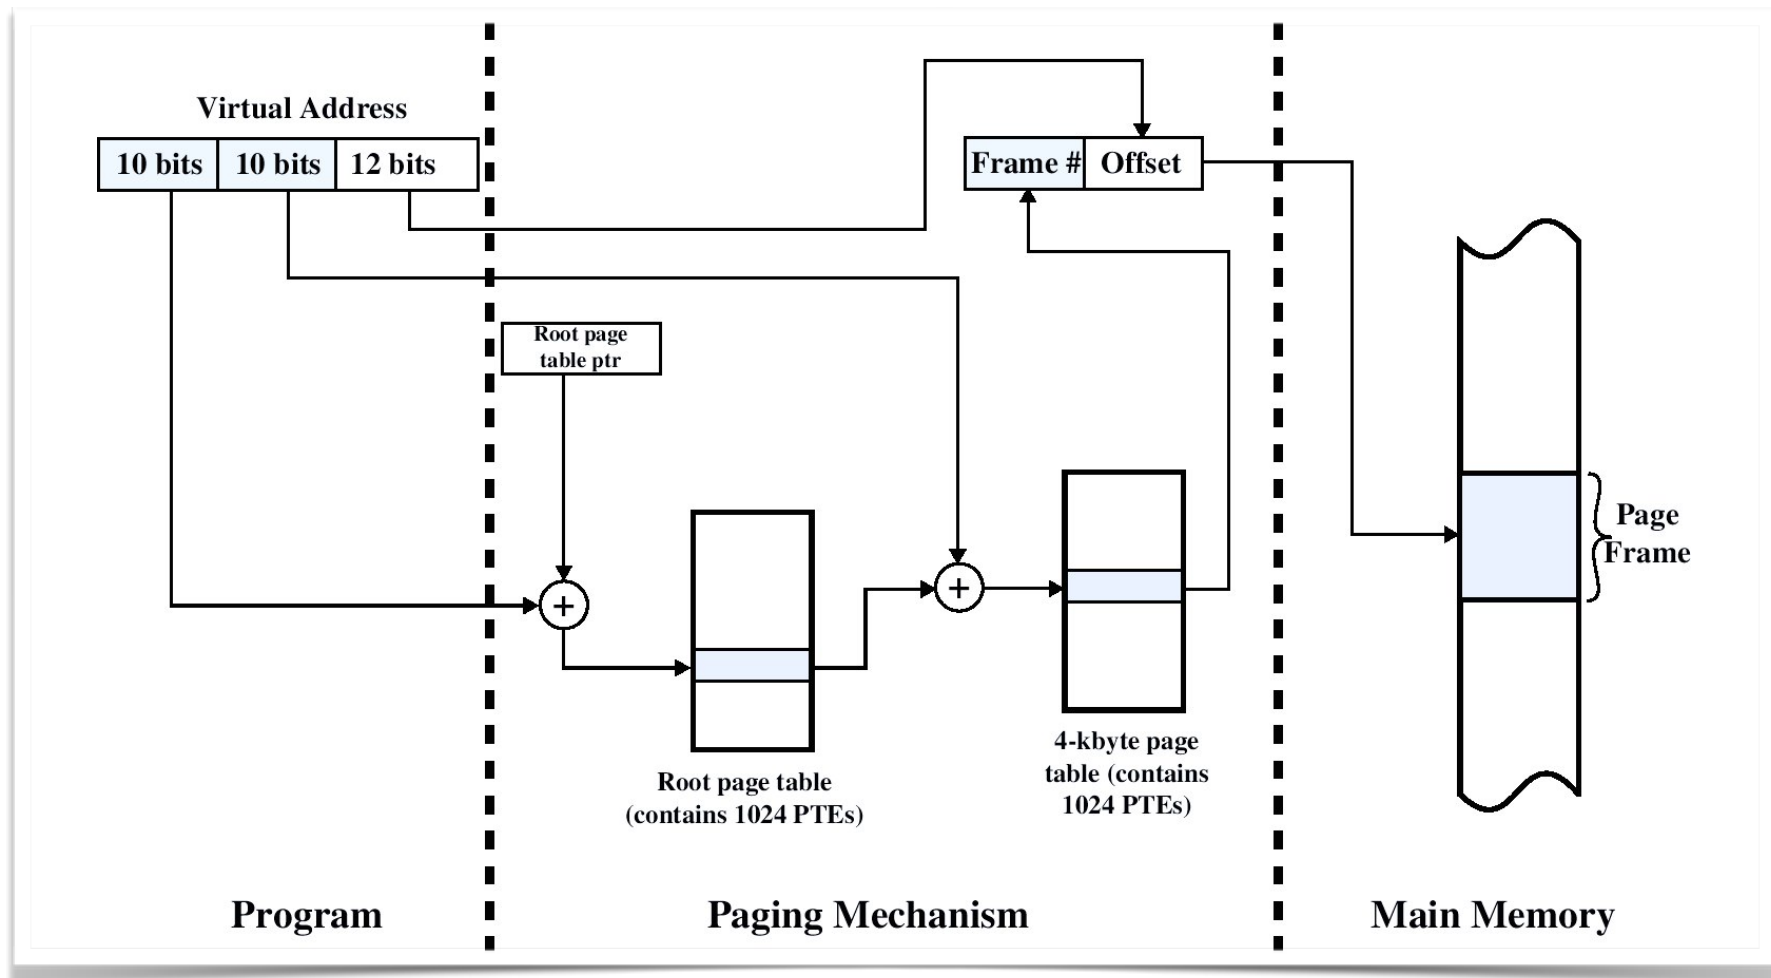 Virtual Address
10 bits
10 bits
12 bits
Frame #
Offset
Root page
table ptr
+
+
Page
Frame
Root page table
(contains 1024 PTEs)
4-kbyte page
table (contains
1024 PTEs)
Program
Paging Mechanism
Main Memory